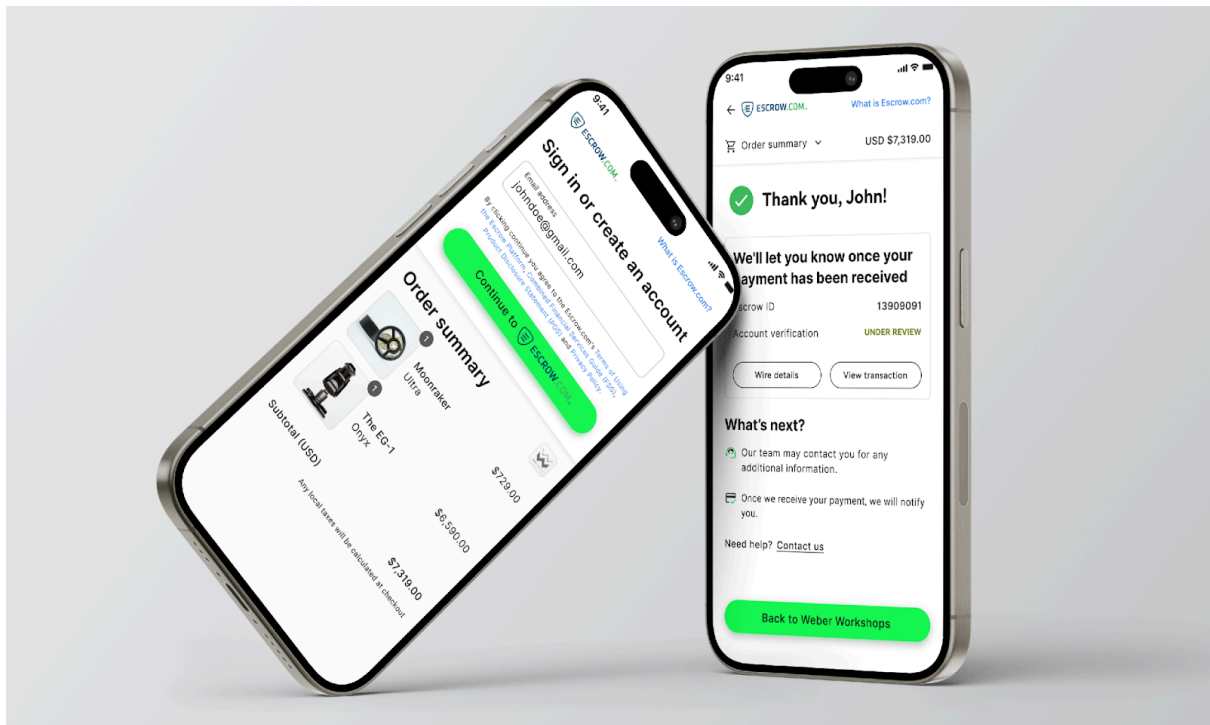 9:41
ESCROW.COM.
What is Escrow.com?
Sign in or create an account
Email address
johndoe@gmail.com
By clicking continue you agree to the Escrow.com's Terms of Using
the Escrow Platform, Combined Financial Services Guide (FSG),
Product Disclosure Statement (PDS) and Privacy Policy.
Continue to ESCROW.COM.
Order summary
1
Moonraker
Ultra
$729.00
1
The EG-1
Onyx
$6,590.00
Subtotal (USD)
$7,319.00
Any local taxes will be calculated at checkout
9:41
ESCROW.COM.
What is Escrow.com?
Order summary
USD $7,319.00
Thank you, John!
We'll let you know once your
ayment has been received
scrow ID
13909091
Account verification
UNDER REVIEW
Wire details
View transaction
What's next?
Our team may contact you for any
additional information.
Once we receive your payment, we will notify
you.
Need help? Contact us
Back to Weber Workshops